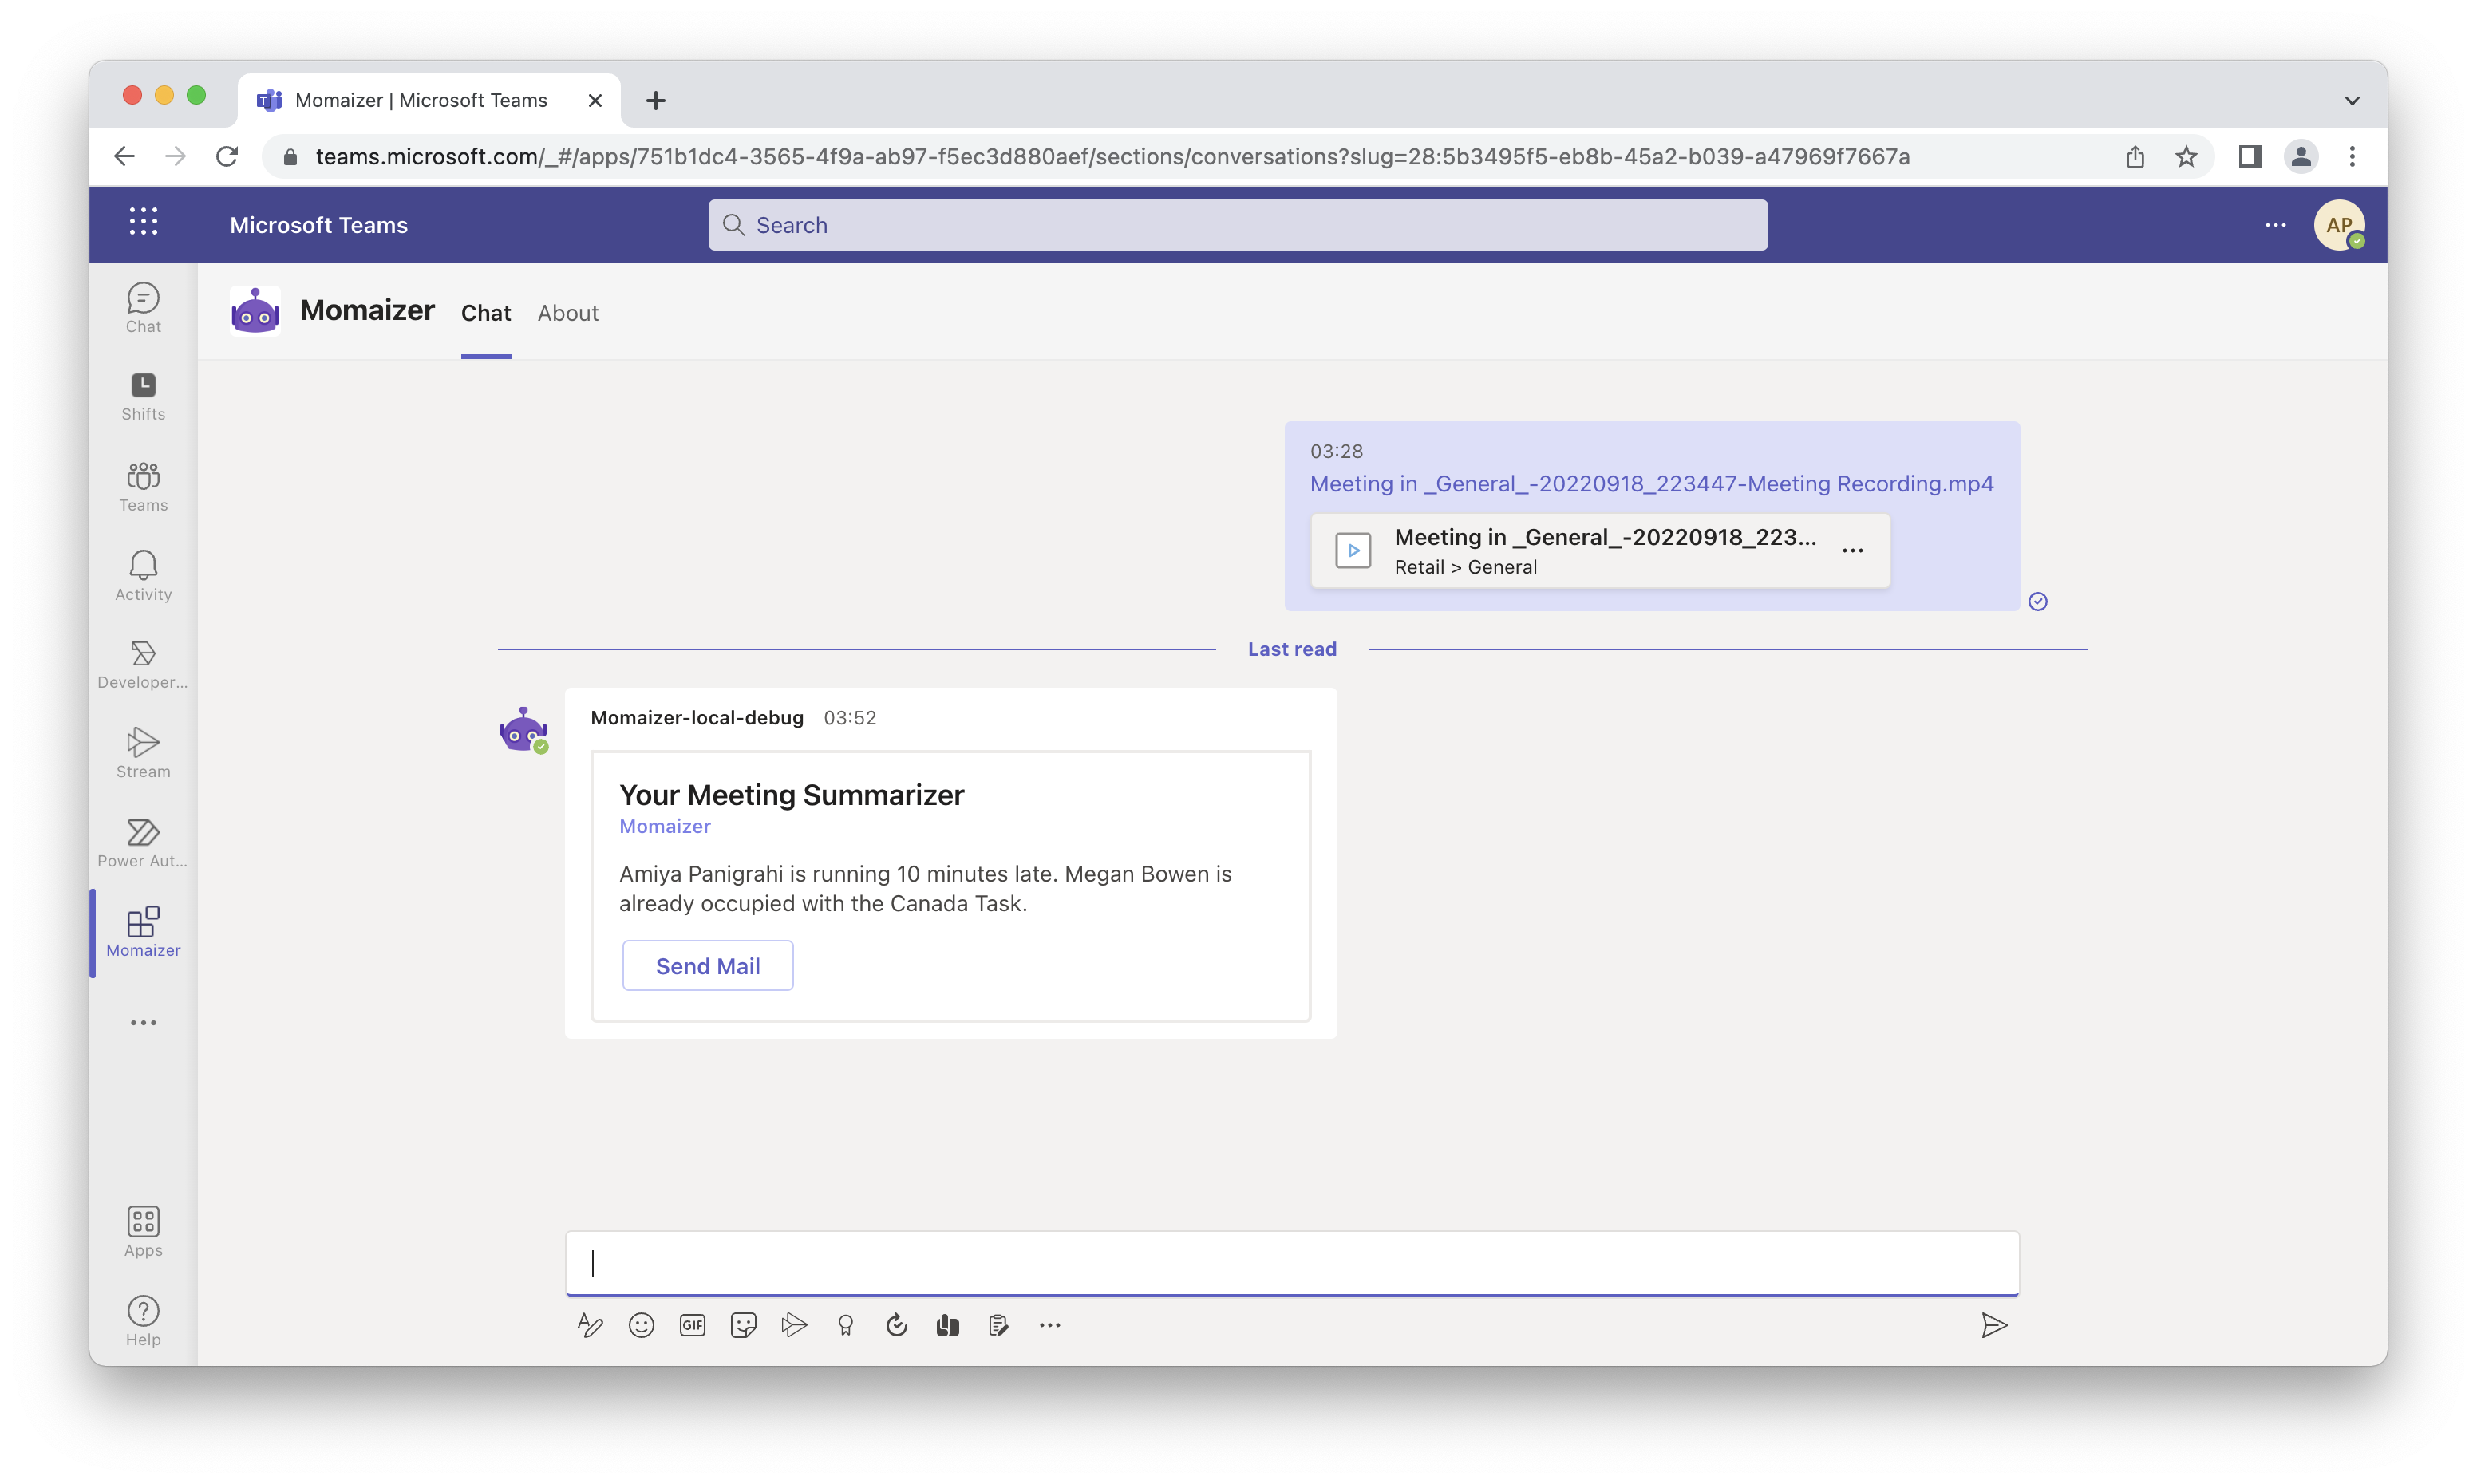 Momaizer | Microsoft Teams
teams.microsoft.com/_#/apps/751b1dc4-3565-4f9a-ab97-f5ec3d880aef/sections/conversations?slug=28:5b3495f5-eb8b-45a2-b039-a47969f7667a
Microsoft Teams
Search
AP
Chat
Shifts
Teams
Activity
Developer...
Stream
Power Aut...
Momaizer
Apps
Help
Momaizer
Chat
About
03:28
Meeting in _General_-20220918_223447-Meeting Recording.mp4
Meeting in _General_-20220918_223...
Retail > General
Last read
Momaizer-local-debug 03:52
Your Meeting Summarizer
Momaizer
Amiya Panigrahi is running 10 minutes late. Megan Bowen is
already occupied with the Canada Task.
Send Mail
GIF